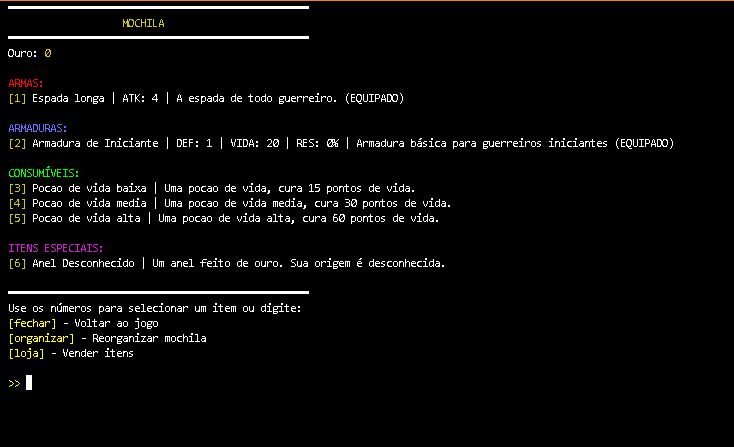 MOCHILA
Ouro: 0
ARMAS:
[1] Espada longa | ATK: 4 | A espada de todo guerreiro. (EQUIPADO)
ARMADURAS:
[2] Armadura de Iniciante | DEF: 1 | VIDA: 20 | RES: 0% | Armadura básica para guerreiros iniciantes (EQUIPADO)
CONSUMÍVEIS:
[3] Pocao de vida baixa | Uma pocao de vida, cura 15 pontos de vida.
[4] Pocao de vida media | Uma pocao de vida media, cura 30 pontos de vida.
[5] Pocao de vida alta | Uma pocao de vida alta, cura 60 pontos de vida.
ITENS ESPECIAIS:
[6] Anel Desconhecido | Um anel feito de ouro. Sua origem é desconhecida.
Use os números para selecionar um item ou digite:
[fechar] - Voltar ao jogo
[organizar] - Reorganizar mochila
[loja] - Vender itens
>>